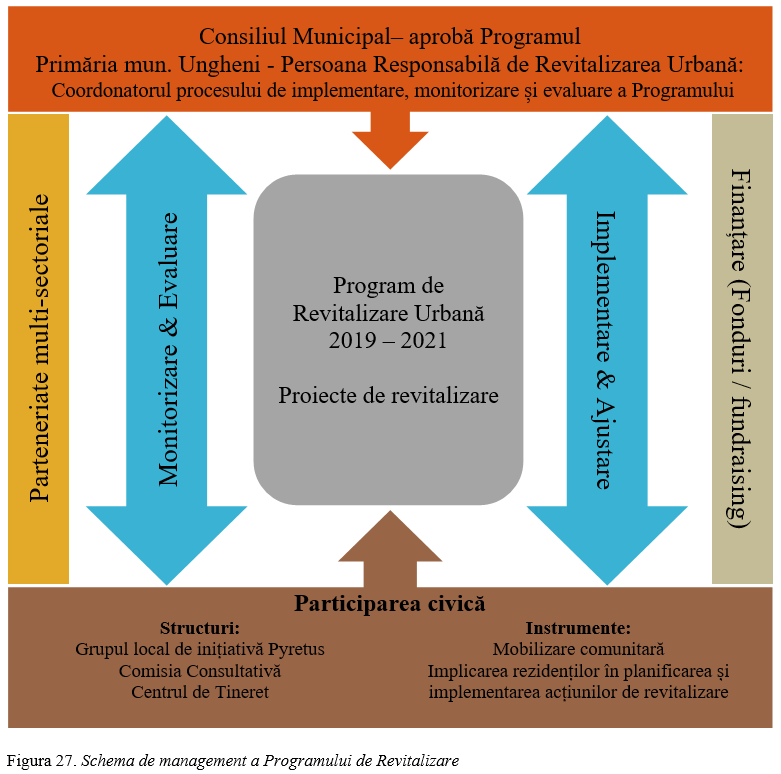 Consiliul Municipal– aprobă Programul
Primăria mun. Ungheni - Persoana Responsabilă de Revitalizarea Urbană:
Coordonatorul procesului de implementare, monitorizare și evaluare a Programului
Parteneriate multi-sectoriale
Monitorizare & Evaluare
Program de
Revitalizare Urbană
2019 – 2021
Proiecte de revitalizare
Implementare & Ajustare
Finanțare (Fonduri / fundraising)
Participarea civică
Structuri:
Grupul local de inițiativă Pyretus
Comisia Consultativă
Centrul de Tineret
Instrumente:
Mobilizare comunitară
Implicarea rezidenților în planificarea și
implementarea acțiunilor de revitalizare
Figura 27. Schema de management a Programului de Revitalizare